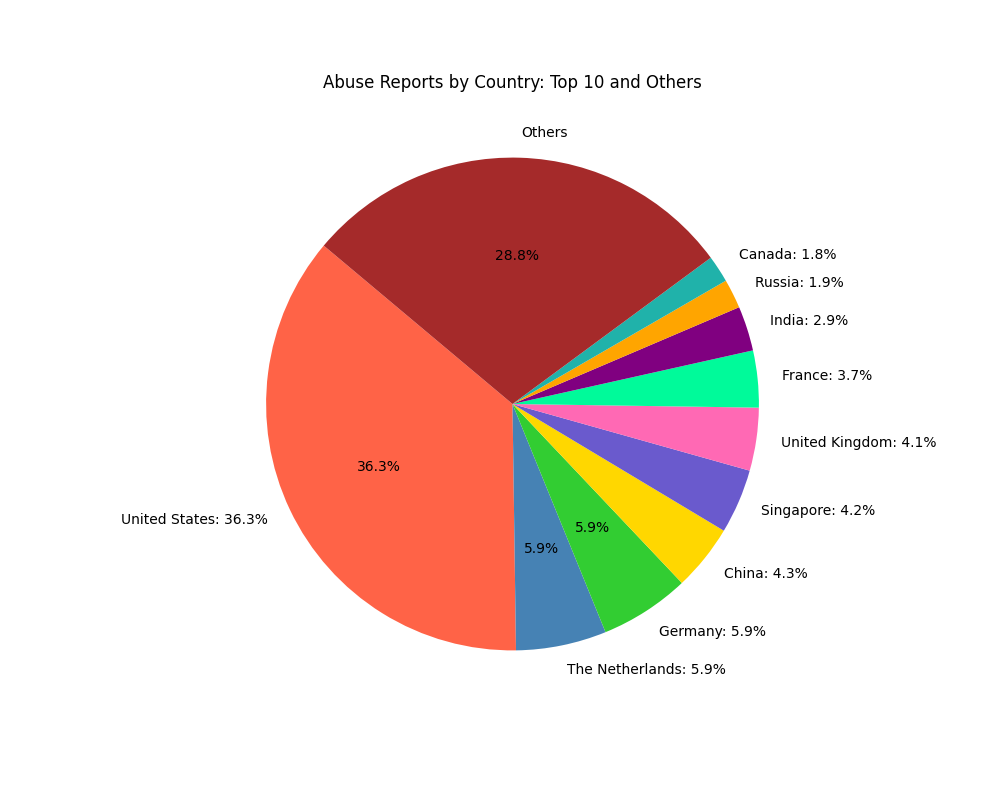 Abuse Reports by Country: Top 10 and Others
Others
28.8%
Canada: 1.8%
Russia: 1.9%
India: 2.9%
France: 3.7%
United Kingdom: 4.1%
36.3%
Singapore: 4.2%
United States: 36.3%
5.9%
5.9%
China: 4.3%
Germany: 5.9%
The Netherlands: 5.9%